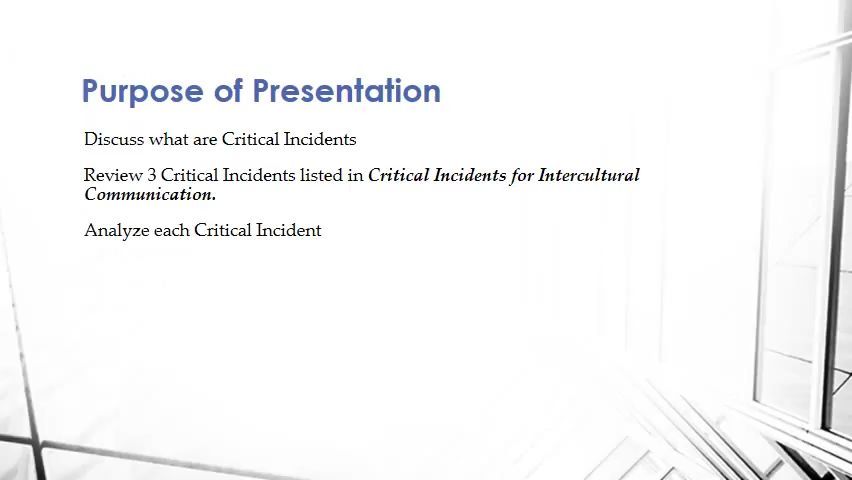 Purpose of Presentation
Discuss what are Critical Incidents
Review 3 Critical Incidents listed in Critical Incidents for Intercultural
Communication.
Analyze each Critical Incident